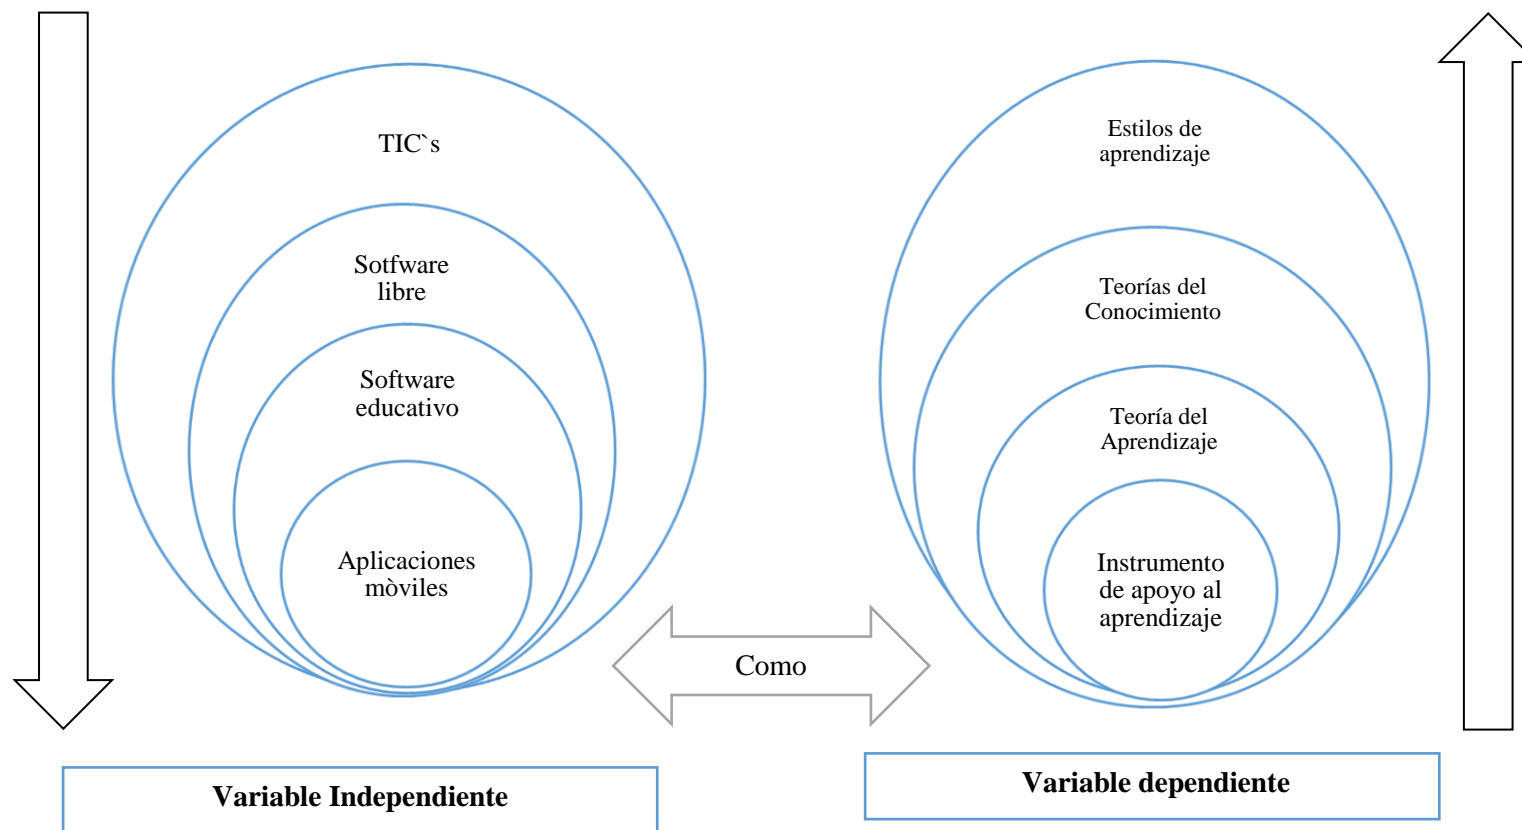 TIC`s
Sotfware
libre
Software
educativo
Aplicaciones
mòviles
Estilos de
aprendizaje
Teorías del
Conocimiento
Teoría del
Aprendizaje
Instrumento
de apoyo al
aprendizaje
Como
Variable Independiente
Variable dependiente